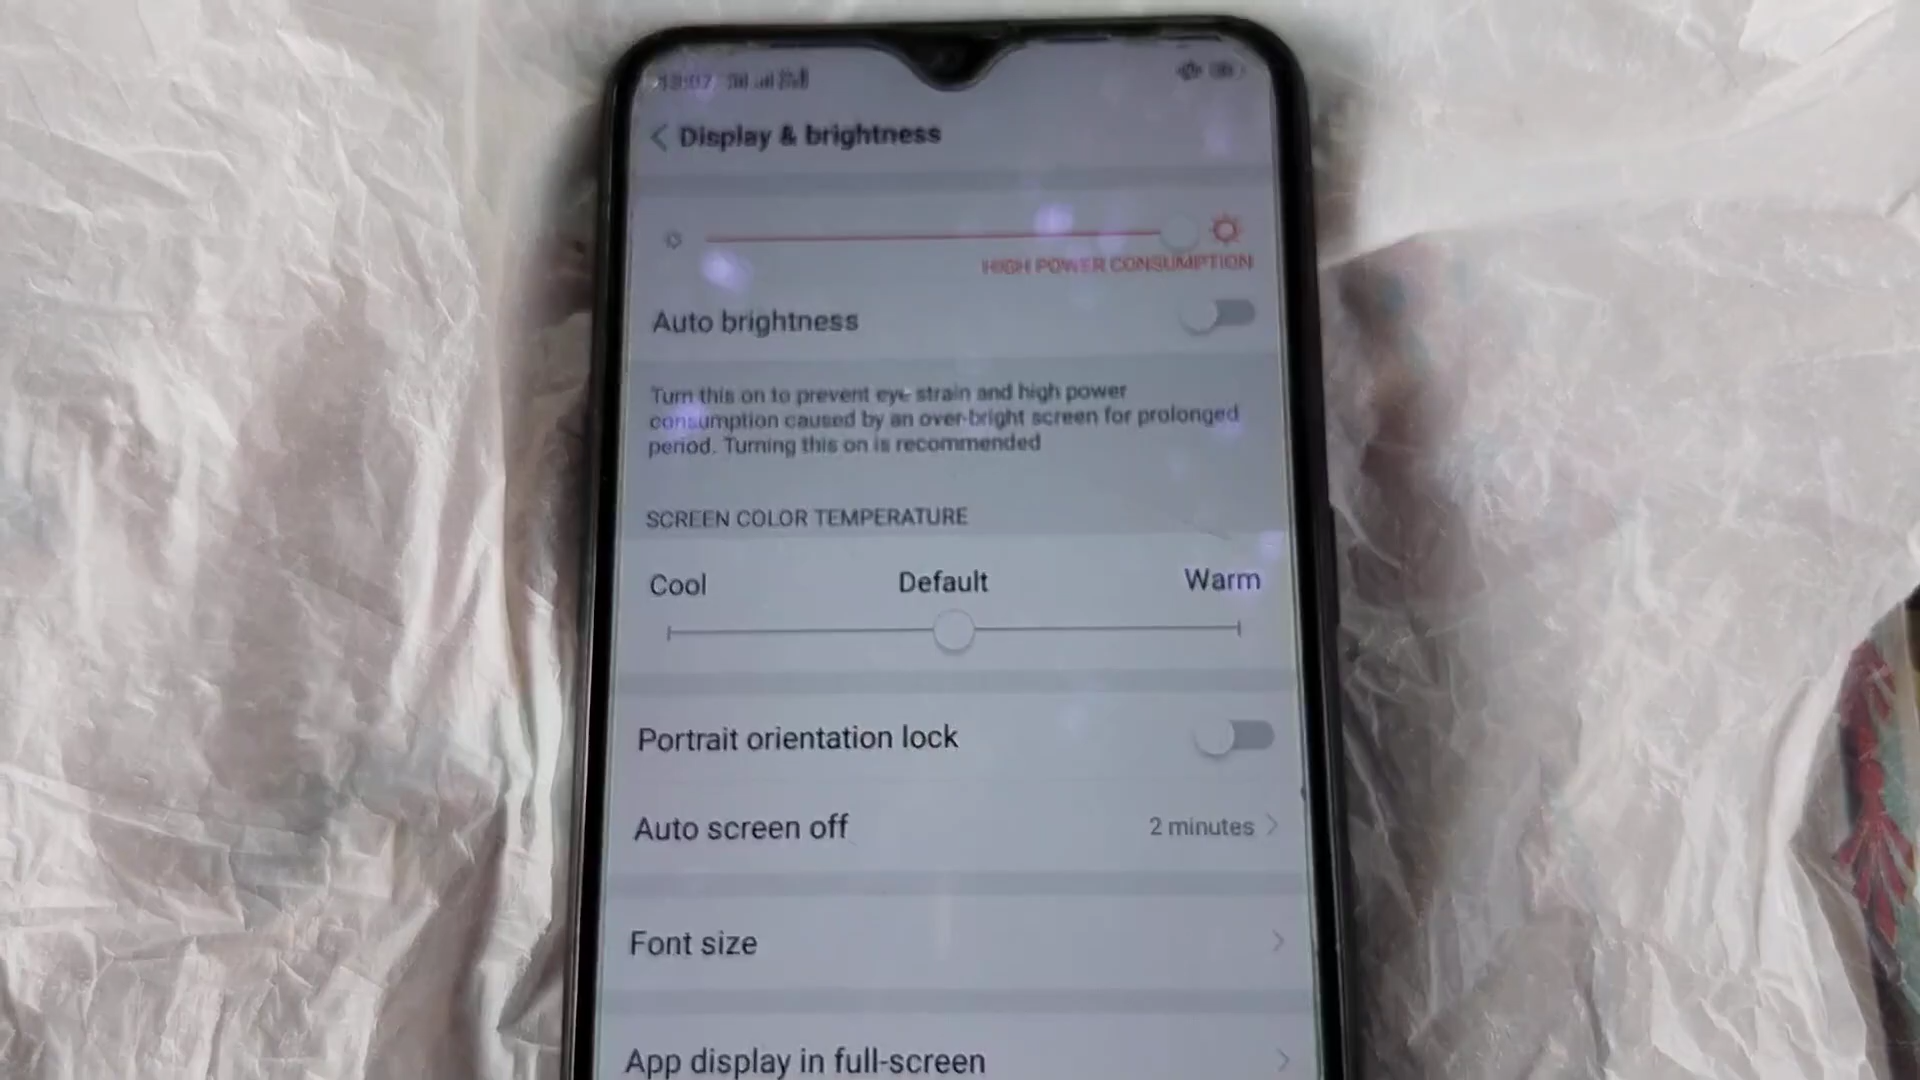 Display & brightness
HIGH POWER CONSUMPTION
Auto brightness
Turn this on to prevent eye strain and high power
consumption caused by an over-bright screen for prolonged
period. Turning this on is recommended
SCREEN COLOR TEMPERATURE
Cool Default Warm
Portrait orientation lock
Auto screen off 2 minutes
Font size
App display in full-screen